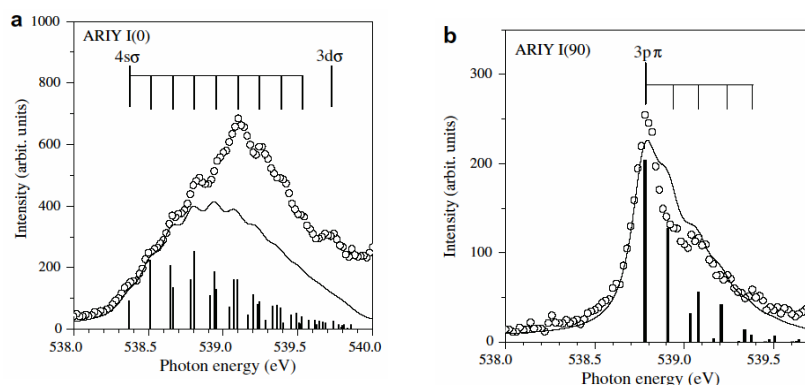 a
ARIY I(0)
4sσ
3dσ
1000
800
600
400
200
0
Intensity (arbit. units)
538.0
538.5
539.0
539.5
540.0
Photon energy (eV)
b
ARIY I(90)
3pπ
300
200
100
0
Intensity (arbit. units)
538.0
538.5
539.0
539.5
Photon energy (eV)